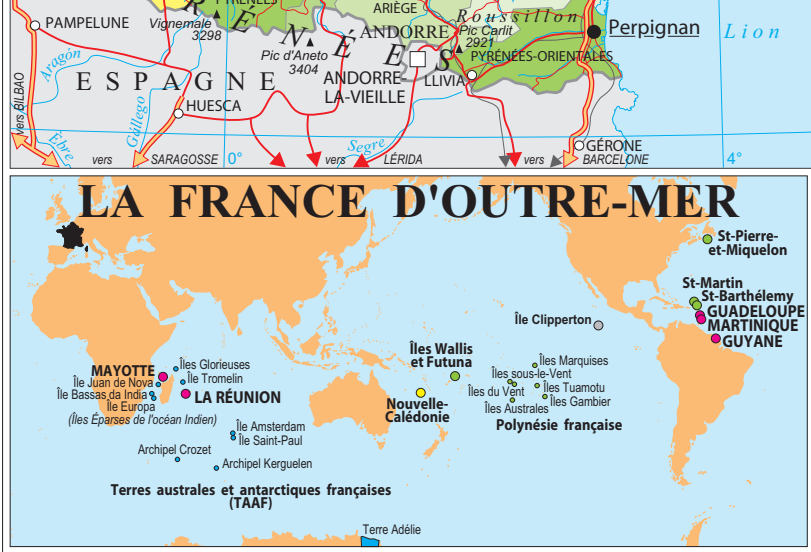 PYRÉNÉES
ARIÈGE
Roussillon
PAMPELUNE
Vignemale
3298
R É N É E S
ANDORRE
Pic Carlit
2921
Perpignan
Lion
Pic d'Aneto
3404
PYRÉNÉES-ORIENTALES
Aragón
ESPAGNE
ANDORRE-
LA-VIEILLE
LLIVIA
vers BILBAO
Gállego
HUESCA
Èbre
Segre
GÉRONE
vers SARAGOSSE
0°
vers LÉRIDA
vers BARCELONE
4°
LA FRANCE D'OUTRE-MER
St-Pierre-
et-Miquelon
St-Martin
St-Barthélemy
GUADELOUPE
MARTINIQUE
GUYANE
Île Clipperton
Îles Wallis
et Futuna
Îles Marquises
Îles sous-le-Vent
Îles du Vent
Îles Tuamotu
Îles Gambier
Îles Australes
Polynésie française
Nouvelle-
Calédonie
MAYOTTE
Îles Glorieuses
Île Juan de Nova
Île Tromelin
Île Bassas da India
LA RÉUNION
Île Europa
(Îles Éparses de l'océan Indien)
Île Amsterdam
Île Saint-Paul
Archipel Crozet
Archipel Kerguelen
Terres australes et antarctiques françaises
(TAAF)
Terre Adélie